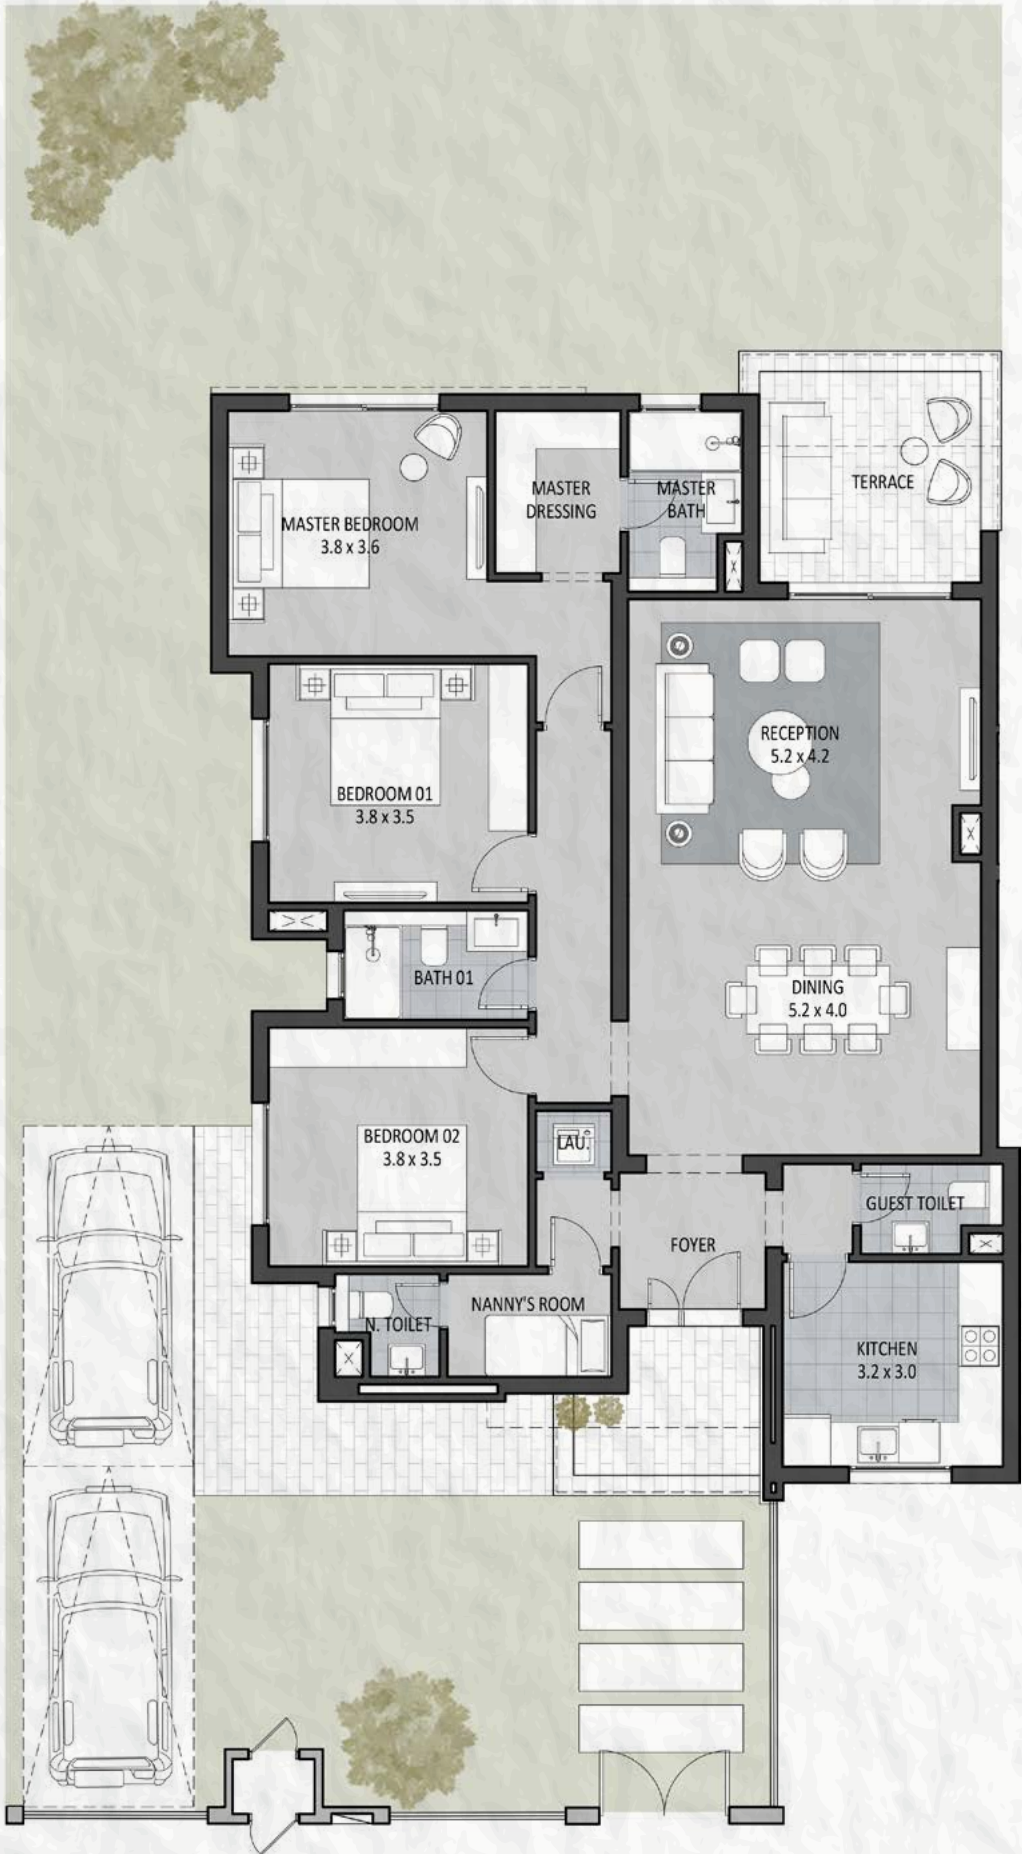 MASTER
DRESSING
MASTER
BATH
TERRACE
MASTER BEDROOM
3.8 x 3.6
RECEPTION
5.2 x 4.2
BEDROOM 01
3.8 x 3.5
BATH 01
DINING
5.2 x 4.0
BEDROOM 02
3.8 x 3.5
LAU.
GUEST TOILET
FOYER
NANNY'S ROOM
N. TOILET
KITCHEN
3.2 x 3.0